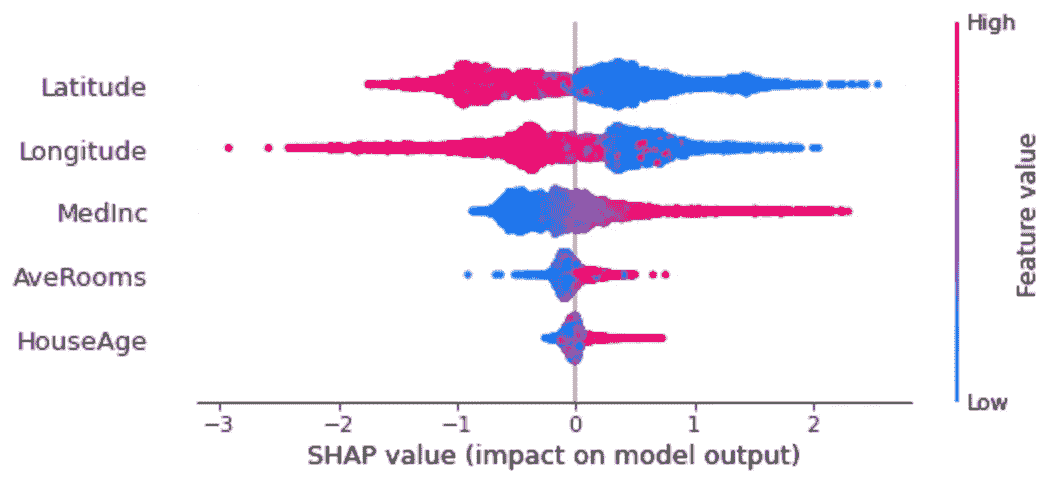 High
Latitude
Longitude
MedInc
AveRooms
HouseAge
Feature value
Low
−3 −2 −1 0 1 2
SHAP value (impact on model output)